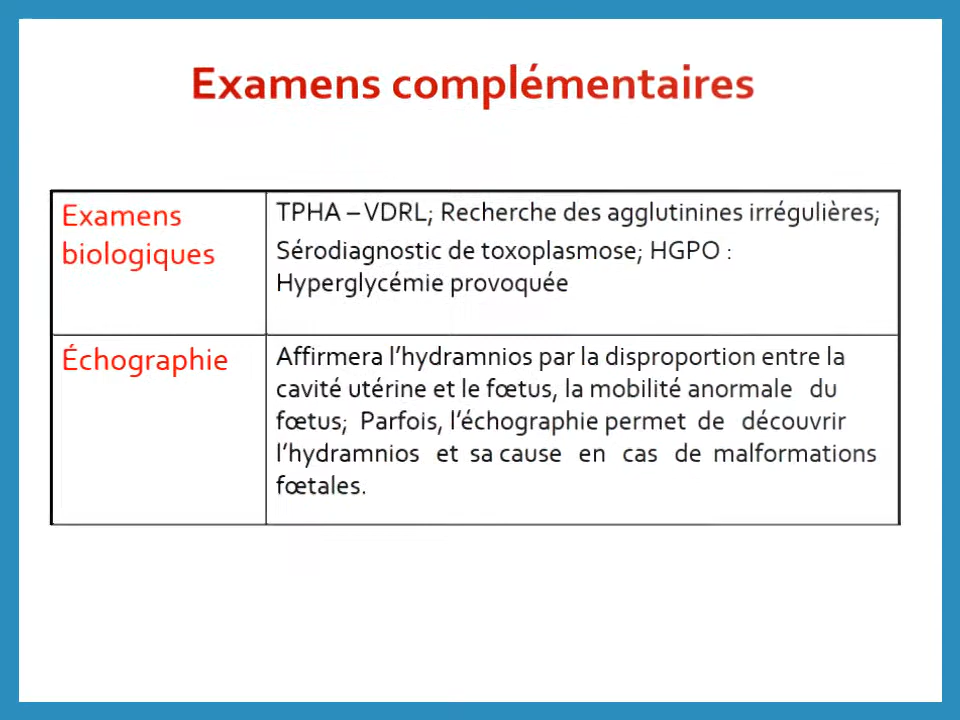 Examens complémentaires
Examens
biologiques
TPHA – VDRL; Recherche des agglutinines irrégulières;
Sérodiagnostic de toxoplasmose; HGPO :
Hyperglycémie provoquée
Échographie
Affirmera l’hydramnios par la disproportion entre la
cavité utérine et le fœtus, la mobilité anormale du
fœtus; Parfois, l’échographie permet de découvrir
l’hydramnios et sa cause en cas de malformations
fœtales.